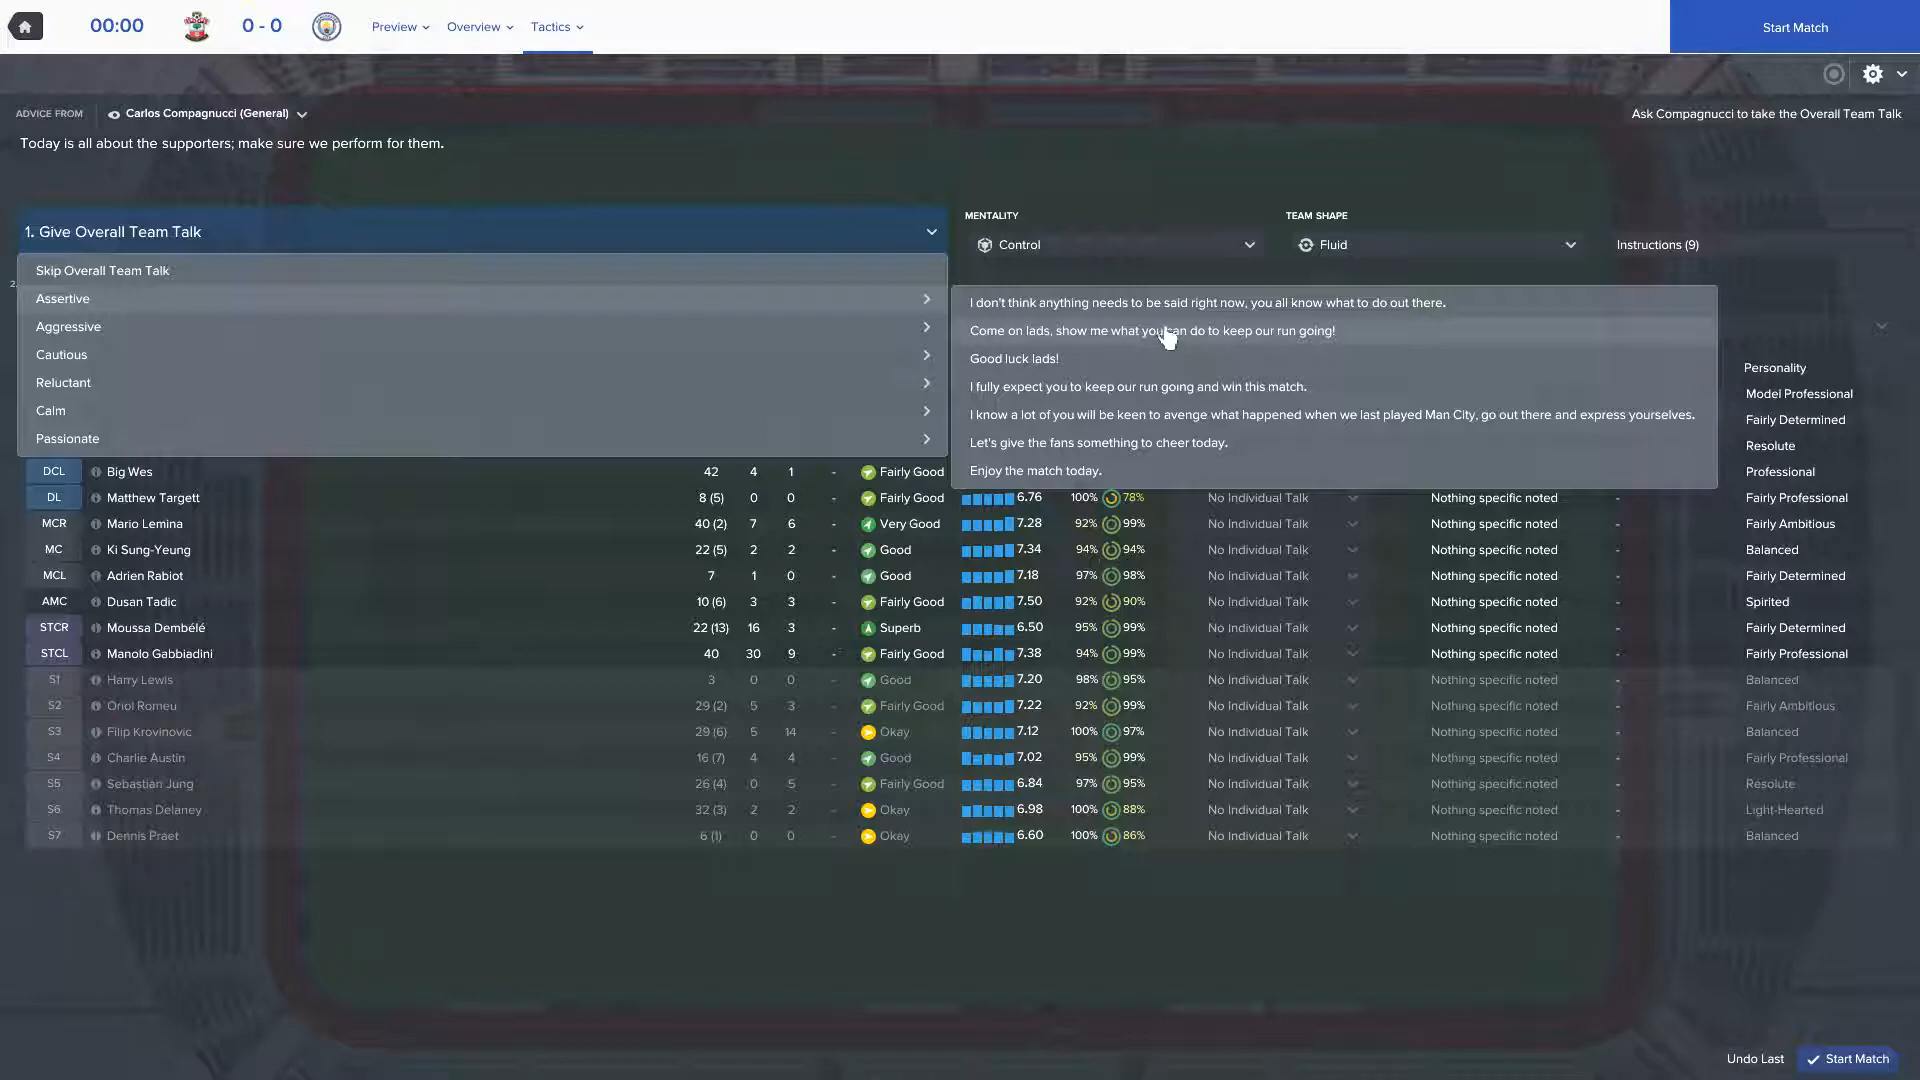 00:00 0 - 0 Preview Overview Tactics Start Match
ADVICE FROM Carlos Compagnucci (General) Ask Compagnucci to take the Overall Team Talk
Today is all about the supporters; make sure we perform for them.
MENTALITY TEAM SHAPE
1. Give Overall Team Talk
Control Fluid Instructions (9)
Skip Overall Team Talk
2.
Assertive
Aggressive
Cautious
Reluctant
Calm
Passionate
I don't think anything needs to be said right now, you all know what to do out there.
Come on lads, show me what you can do to keep our run going!
Good luck lads!
I fully expect you to keep our run going and win this match.
I know a lot of you will be keen to avenge what happened when we last played Man City, go out there and express yourselves.
Let's give the fans something to cheer today.
Enjoy the match today.
Personality
Model Professional
Fairly Determined
Resolute
DCL Big Wes 42 4 1 - Fairly Good Professional
DL Matthew Targett 8 (5) 0 0 - Fairly Good 6.76 100% 78% No Individual Talk Nothing specific noted - Fairly Professional
MCR Mario Lemina 40 (2) 7 6 - Very Good 7.28 92% 99% No Individual Talk Nothing specific noted - Fairly Ambitious
MC Ki Sung-Yeung 22 (5) 2 2 - Good 7.34 94% 94% No Individual Talk Nothing specific noted - Balanced
MCL Adrien Rabiot 7 1 0 - Good 7.18 97% 98% No Individual Talk Nothing specific noted - Fairly Determined
AMC Dusan Tadic 10 (6) 3 3 - Fairly Good 7.50 92% 90% No Individual Talk Nothing specific noted - Spirited
STCR Moussa Dembélé 22 (13) 16 3 - Superb 6.50 95% 99% No Individual Talk Nothing specific noted - Fairly Determined
STCL Manolo Gabbiadini 40 30 9 - Fairly Good 7.38 94% 99% No Individual Talk Nothing specific noted - Fairly Professional
S1 Harry Lewis 3 0 0 - Good 7.20 98% 95% No Individual Talk Nothing specific noted - Balanced
S2 Oriol Romeu 29 (2) 5 3 - Fairly Good 7.22 92% 99% No Individual Talk Nothing specific noted - Fairly Ambitious
S3 Filip Krovinovic 29 (6) 5 14 - Okay 7.12 100% 97% No Individual Talk Nothing specific noted - Balanced
S4 Charlie Austin 16 (7) 4 4 - Good 7.02 95% 99% No Individual Talk Nothing specific noted - Fairly Professional
S5 Sebastian Jung 26 (4) 0 5 - Fairly Good 6.84 97% 95% No Individual Talk Nothing specific noted - Resolute
S6 Thomas Delaney 32 (3) 2 2 - Okay 6.98 100% 88% No Individual Talk Nothing specific noted - Light-Hearted
S7 Dennis Praet 6 (1) 0 0 - Okay 6.60 100% 86% No Individual Talk Nothing specific noted - Balanced
Undo Last Start Match